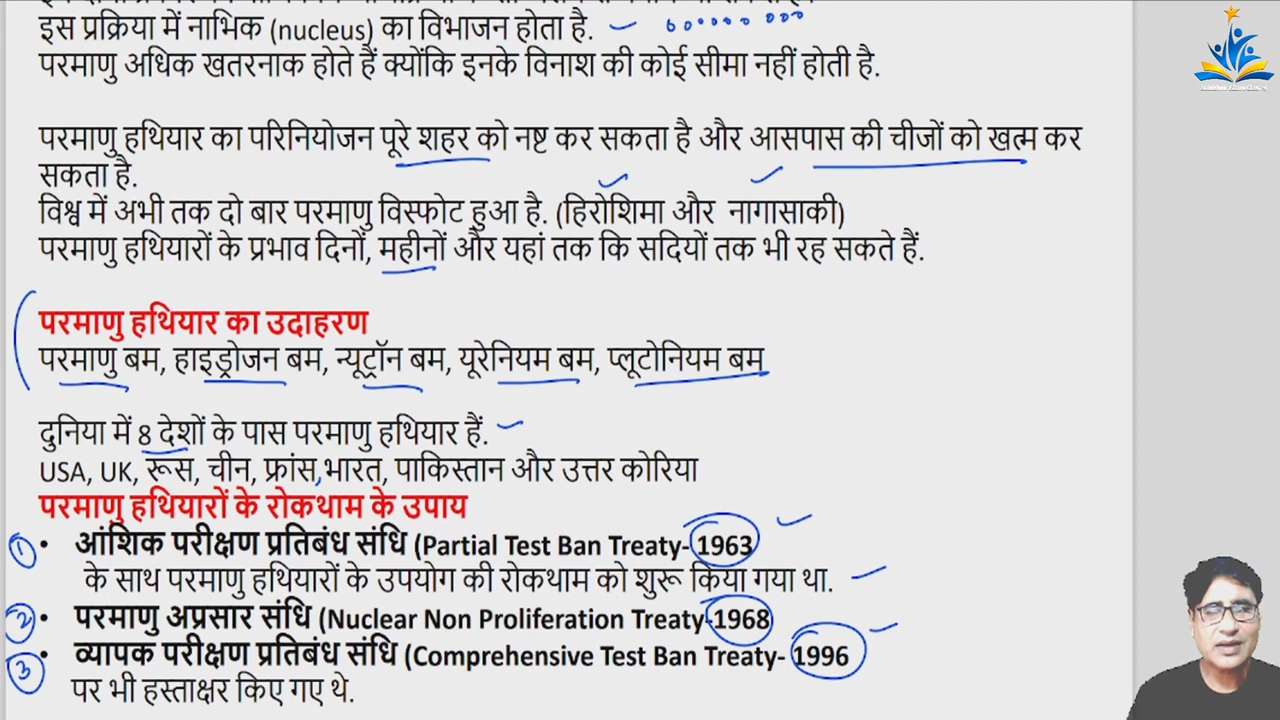 इस प्रक्रिया में नाभिक (nucleus) का विभाजन होता है.
परमाणु अधिक खतरनाक होते हैं क्योंकि इनके विनाश की कोई सीमा नहीं होती है.
परमाणु हथियार का परिनियोजन पूरे शहर को नष्ट कर सकता है और आसपास की चीजों को खत्म कर
सकता है.
विश्व में अभी तक दो बार परमाणु विस्फोट हुआ है. (हिरोशिमा और नागासाकी)
परमाणु हथियारों के प्रभाव दिनों, महीनों और यहां तक कि सदियों तक भी रह सकते हैं.
परमाणु हथियार का उदाहरण
परमाणु बम, हाइड्रोजन बम, न्यूट्रॉन बम, यूरेनियम बम, प्लूटोनियम बम
दुनिया में 8 देशों के पास परमाणु हथियार हैं.
USA, UK, रूस, चीन, फ्रांस,भारत, पाकिस्तान और उत्तर कोरिया
परमाणु हथियारों के रोकथाम के उपाय
1 • आंशिक परीक्षण प्रतिबंध संधि (Partial Test Ban Treaty- 1963
के साथ परमाणु हथियारों के उपयोग की रोकथाम को शुरू किया गया था.
2 • परमाणु अप्रसार संधि (Nuclear Non Proliferation Treaty-1968
3 • व्यापक परीक्षण प्रतिबंध संधि (Comprehensive Test Ban Treaty- 1996
पर भी हस्ताक्षर किए गए थे.